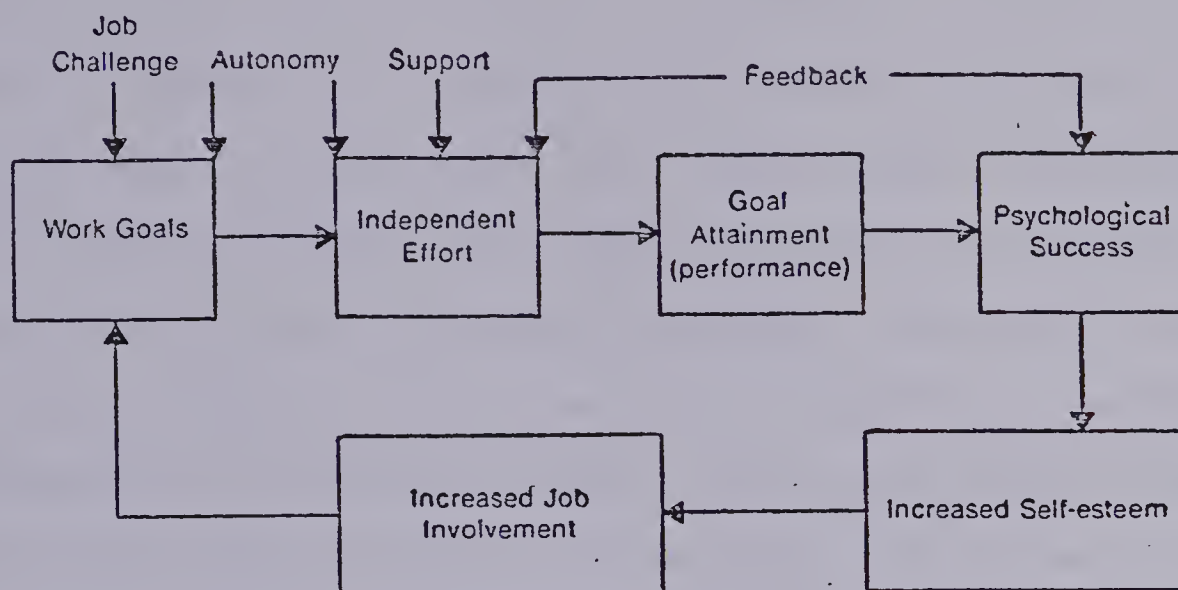 Job
Challenge
Autonomy
Support
Feedback
Work Goals
Independent
Effort
Goal
Attainment
(performance)
Psychological
Success
Increased Job
Involvement
Increased Self-esteem